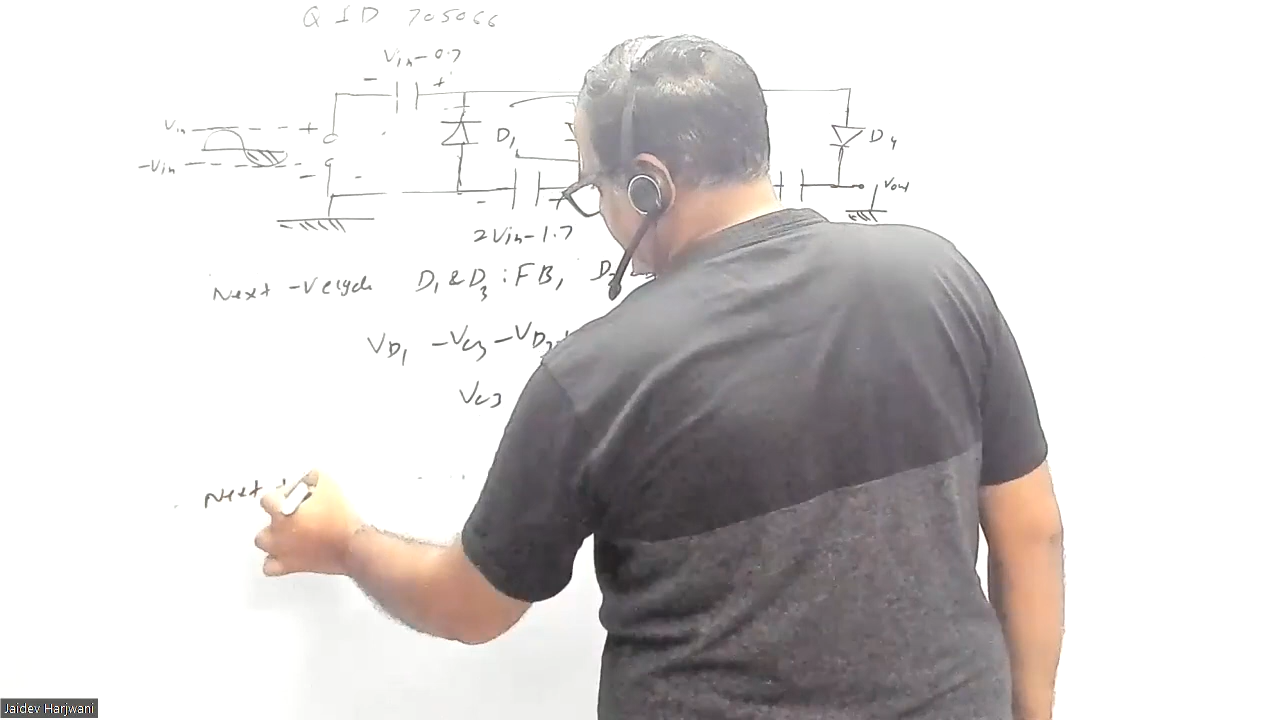 QID 705066
Vin-0.7
- +
Vin +
D1 D4
-Vin
- - Vout
- +
2Vin-1.7
Next -Ve cycle D1 & D3 : FB,
VD1 -VC3 -VD3
VC3
Next
Jaidev Harjwani